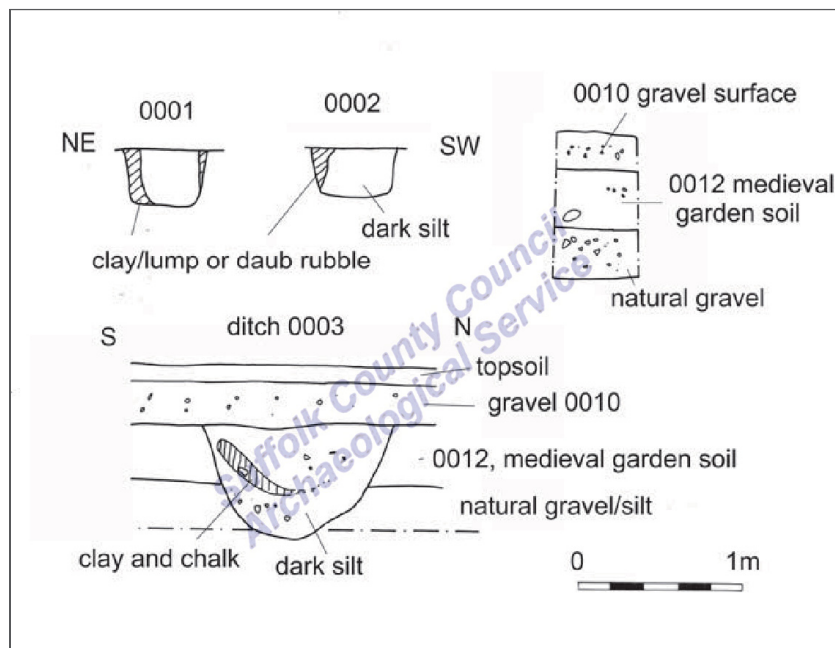 0001
0002
NE
SW
dark silt
clay/lump or daub rubble
0010 gravel surface
0012 medieval
garden soil
natural gravel
S
ditch 0003
N
topsoil
gravel 0010
0012, medieval garden soil
natural gravel/silt
clay and chalk
dark silt
0
1m
Suffolk County Council
Archaeological Service